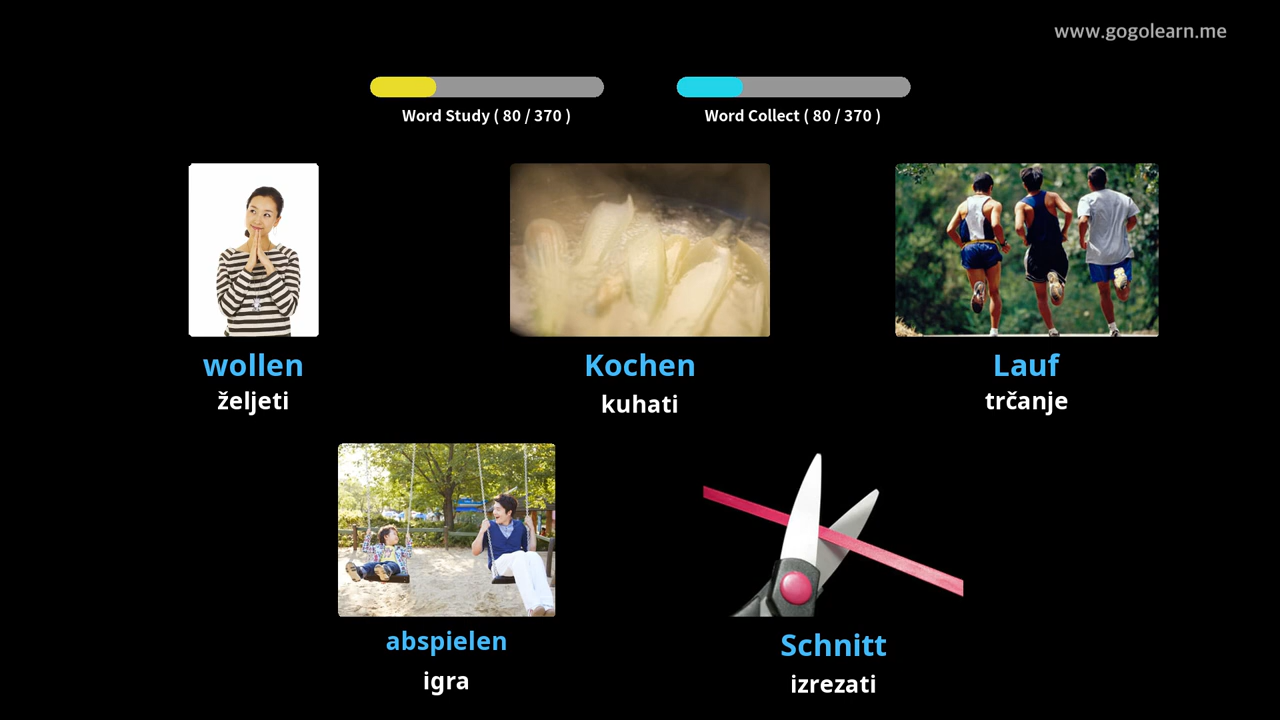 www.gogolearn.me
Word Study ( 80 / 370 )
Word Collect ( 80 / 370 )
wollen
željeti
Kochen
kuhati
Lauf
trčanje
abspielen
igra
Schnitt
izrezati